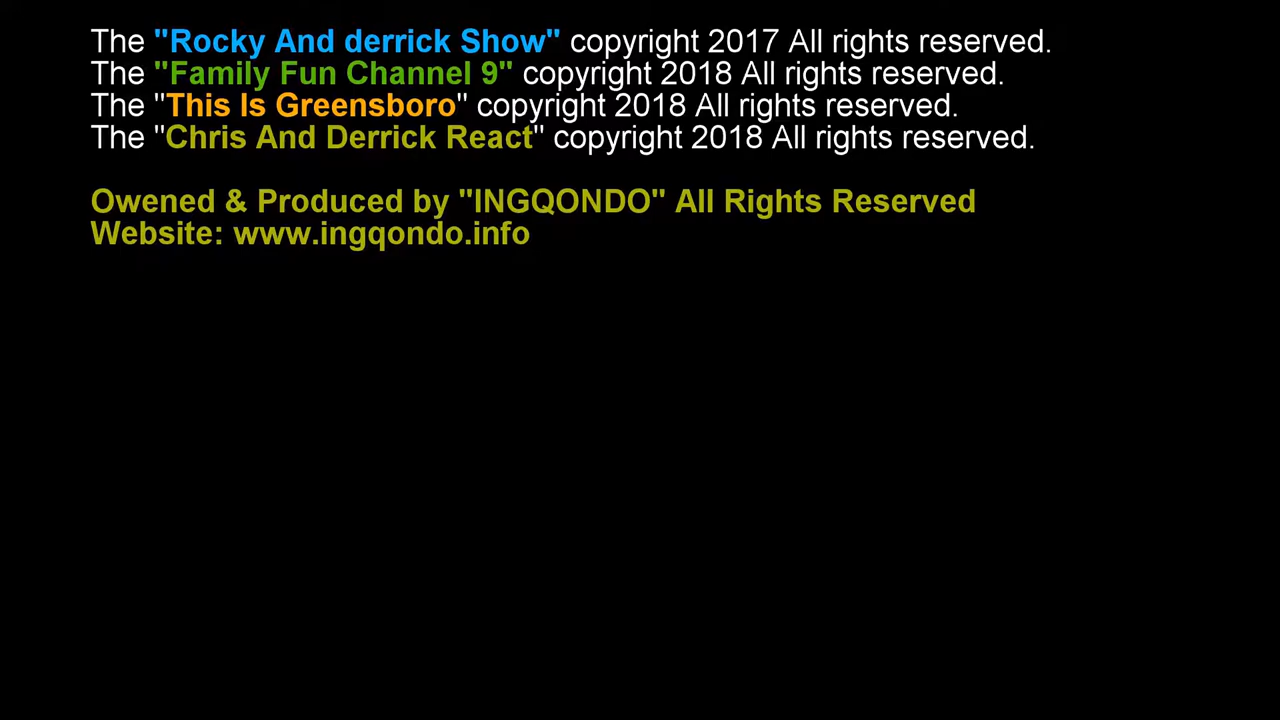 The "Rocky And derrick Show" copyright 2017 All rights reserved.
The "Family Fun Channel 9" copyright 2018 All rights reserved.
The "This Is Greensboro" copyright 2018 All rights reserved.
The "Chris And Derrick React" copyright 2018 All rights reserved.
Owened & Produced by "INGQONDO" All Rights Reserved
Website: www.ingqondo.info